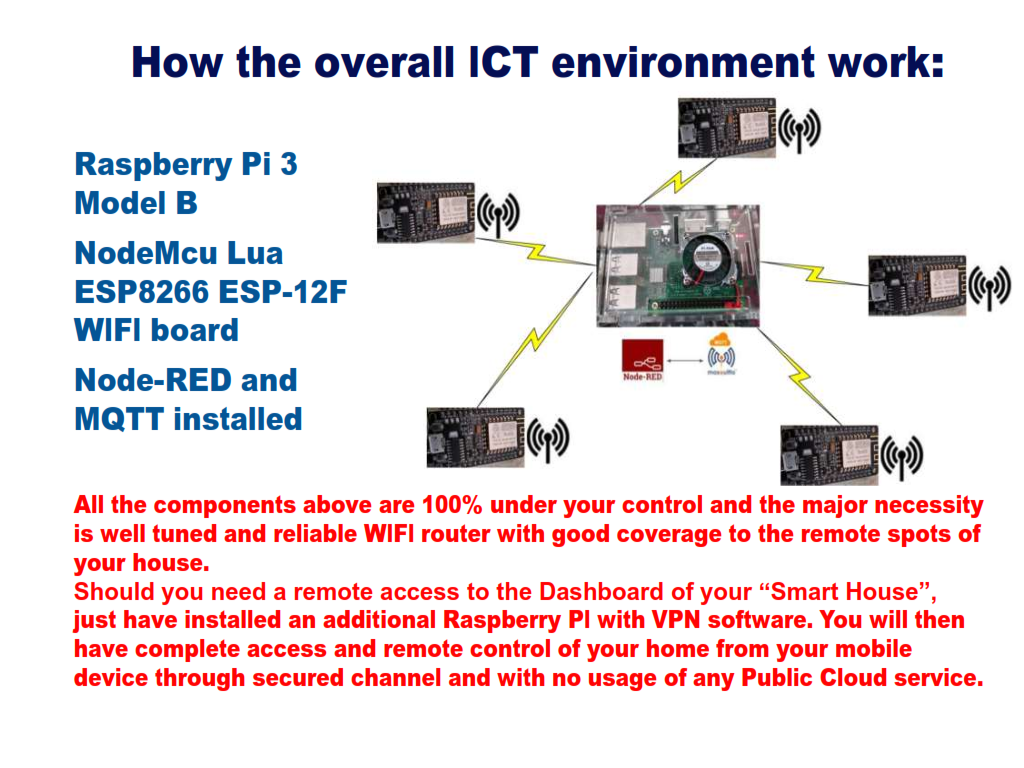 How the overall ICT environment work:
Raspberry Pi 3
Model B
NodeMcu Lua
ESP8266 ESP-12F
WIFI board
Node-RED and
MQTT installed
Node-RED
MQTT
mosquitto
All the components above are 100% under your control and the major necessity
is well tuned and reliable WIFI router with good coverage to the remote spots of
your house.
Should you need a remote access to the Dashboard of your “Smart House”,
just have installed an additional Raspberry PI with VPN software. You will then
have complete access and remote control of your home from your mobile
device through secured channel and with no usage of any Public Cloud service.